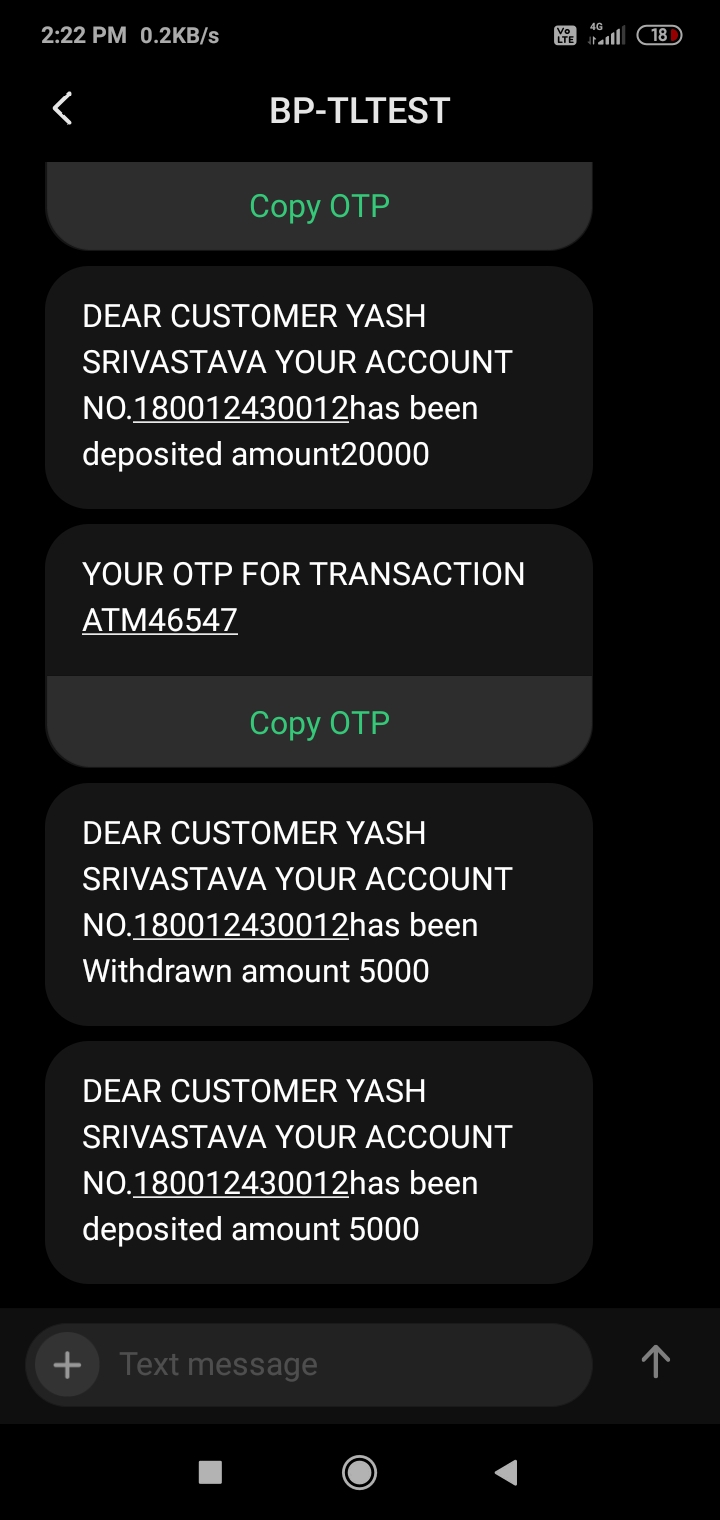 2:22 PM 0.2KB/s Vo LTE 4G 18
BP-TLTEST
Copy OTP
DEAR CUSTOMER YASH
SRIVASTAVA YOUR ACCOUNT
NO.180012430012has been
deposited amount20000
YOUR OTP FOR TRANSACTION
ATM46547
Copy OTP
DEAR CUSTOMER YASH
SRIVASTAVA YOUR ACCOUNT
NO.180012430012has been
Withdrawn amount 5000
DEAR CUSTOMER YASH
SRIVASTAVA YOUR ACCOUNT
NO.180012430012has been
deposited amount 5000
Text message